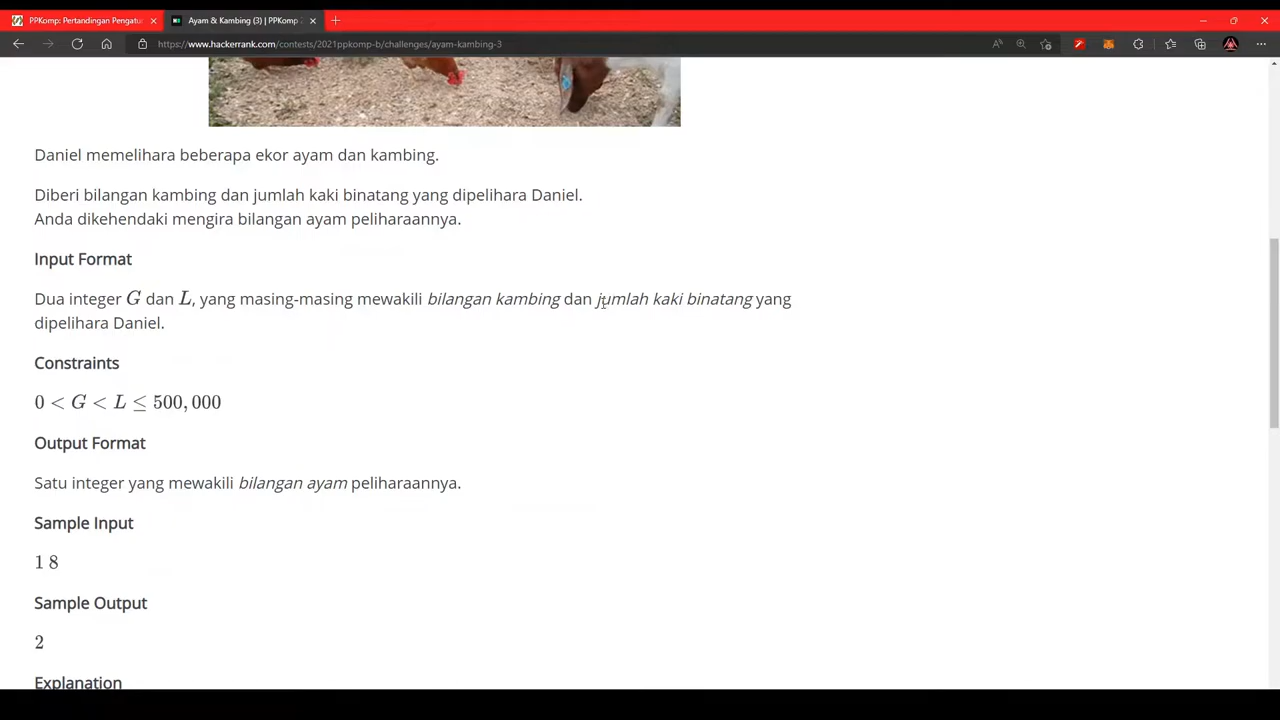 PPKomp: Pertandingan Pengatu
Ayam & Kambing (3) | PPKomp
https://www.hackerrank.com/contests/2021ppkomp-b/challenges/ayam-kambing-3
Daniel memelihara beberapa ekor ayam dan kambing.
Diberi bilangan kambing dan jumlah kaki binatang yang dipelihara Daniel.
Anda dikehendaki mengira bilangan ayam peliharaannya.
Input Format
Dua integer G dan L, yang masing-masing mewakili bilangan kambing dan jumlah kaki binatang yang
dipelihara Daniel.
Constraints
0 < G < L ≤ 500,000
Output Format
Satu integer yang mewakili bilangan ayam peliharaannya.
Sample Input
1 8
Sample Output
2
Explanation